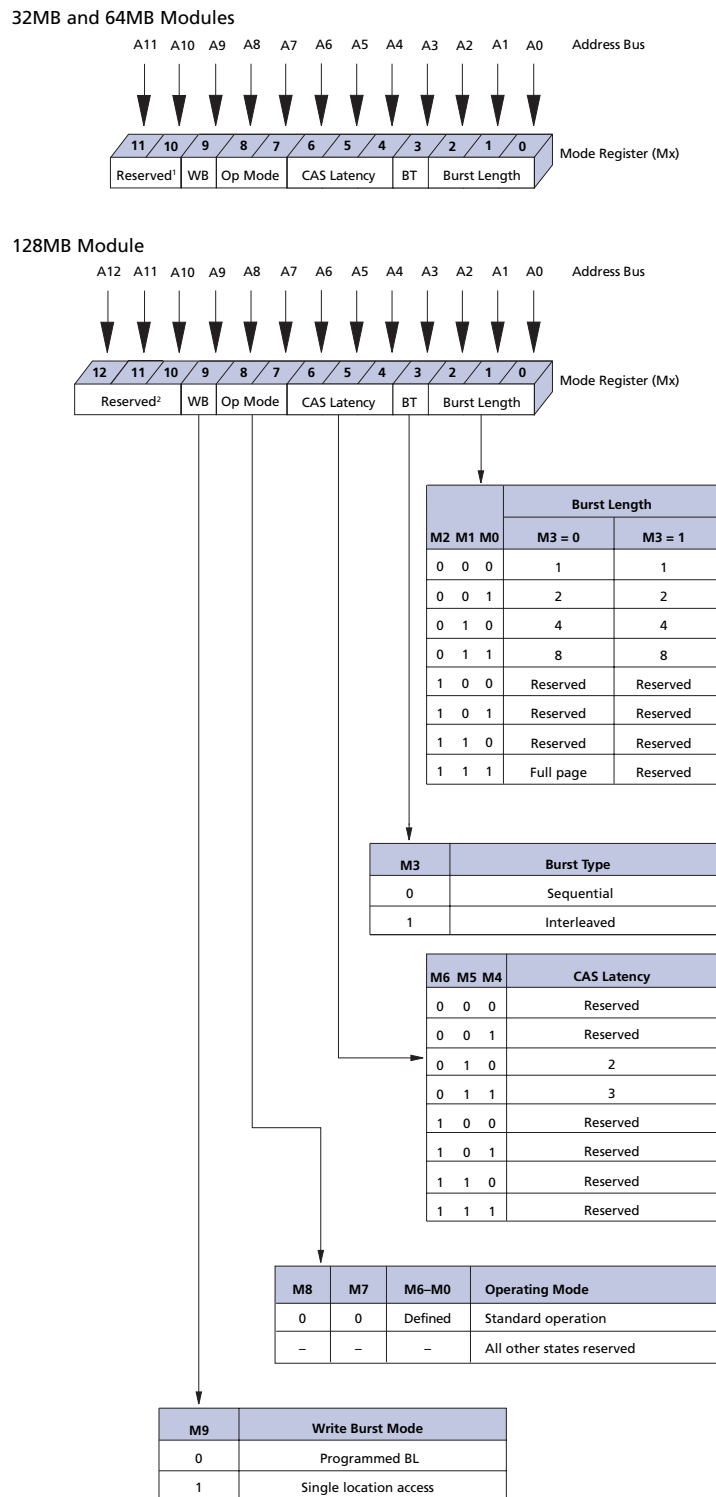 32MB and 64MB Modules
A11 A10 A9 A8 A7 A6 A5 A4 A3 A2 A1 A0 Address Bus
11 10 9 8 7 6 5 4 3 2 1 0
Mode Register (Mx)
Reserved¹ WB Op Mode CAS Latency BT Burst Length
128MB Module
A12 A11 A10 A9 A8 A7 A6 A5 A4 A3 A2 A1 A0 Address Bus
12 11 10 9 8 7 6 5 4 3 2 1 0
Mode Register (Mx)
Reserved² WB Op Mode CAS Latency BT Burst Length
Burst Length
M2 M1 M0 M3 = 0 M3 = 1
0 0 0 1 1
0 0 1 2 2
0 1 0 4 4
0 1 1 8 8
1 0 0 Reserved Reserved
1 0 1 Reserved Reserved
1 1 0 Reserved Reserved
1 1 1 Full page Reserved
M3 Burst Type
0 Sequential
1 Interleaved
M6 M5 M4 CAS Latency
0 0 0 Reserved
0 0 1 Reserved
0 1 0 2
0 1 1 3
1 0 0 Reserved
1 0 1 Reserved
1 1 0 Reserved
1 1 1 Reserved
M8 M7 M6–M0 Operating Mode
0 0 Defined Standard operation
– – – All other states reserved
M9 Write Burst Mode
0 Programmed BL
1 Single location access